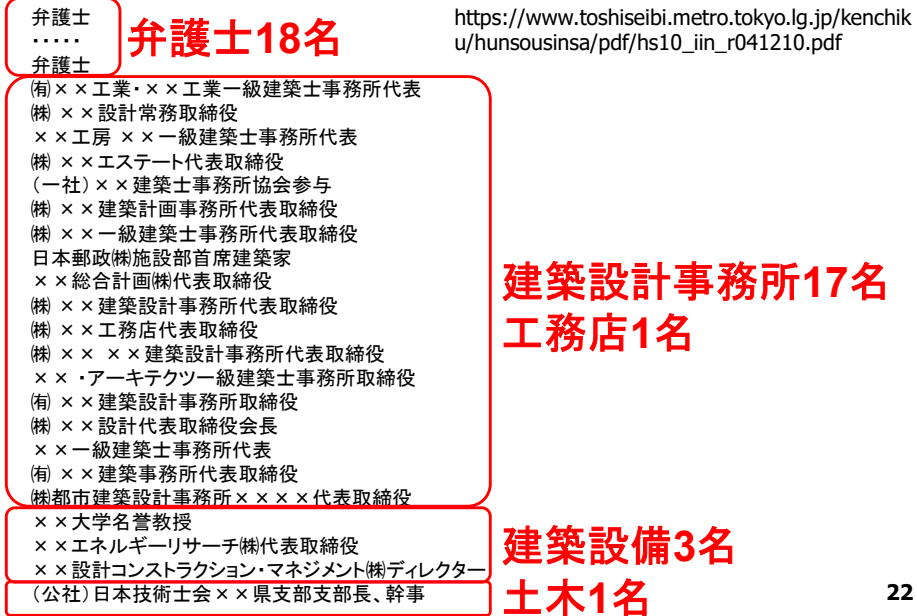 弁護士
‥‥‥
弁護士
弁護士18名
https://www.toshiseibi.metro.tokyo.lg.jp/kenchik
u/hunsousinsa/pdf/hs10_iin_r041210.pdf
㈲××工業・××工業一級建築士事務所代表
㈱ ××設計常務取締役
××工房 ××一級建築士事務所代表
㈱ ××エステート代表取締役
（一社）××建築士事務所協会参与
㈱ ××建築計画事務所代表取締役
㈱ ××一級建築士事務所代表取締役
日本郵政㈱施設部首席建築家
××総合計画㈱代表取締役
㈱ ××建築設計事務所代表取締役
㈱ ××工務店代表取締役
㈱ ×× ××建築設計事務所代表取締役
×× ・アーキテクツ一級建築士事務所取締役
㈲ ××建築設計事務所取締役
㈱ ××設計代表取締役会長
××一級建築士事務所代表
㈲ ××建築事務所代表取締役
㈱都市建築設計事務所××××代表取締役
建築設計事務所17名
工務店1名
××大学名誉教授
××エネルギーリサーチ㈱代表取締役
××設計コンストラクション・マネジメント㈱ディレクター
建築設備3名
（公社）日本技術士会××県支部支部長、幹事
土木1名
22